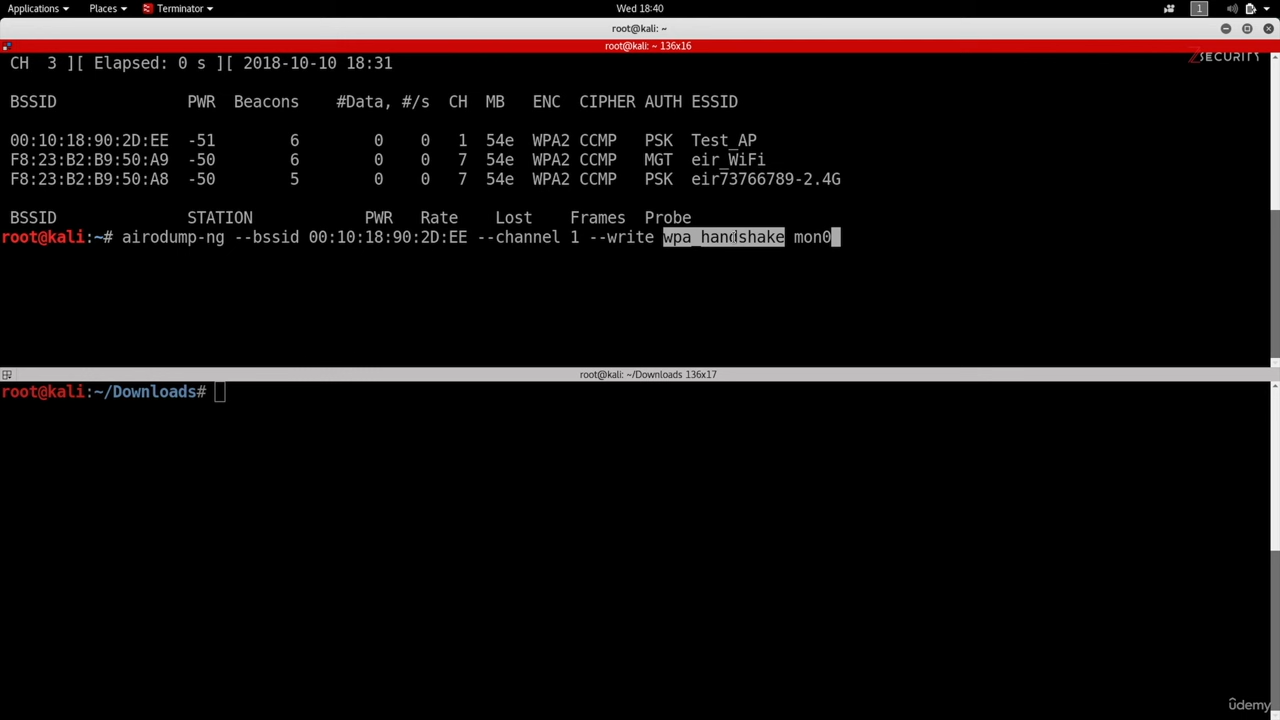 Applications Places Terminator Wed 18:40 1
root@kali: ~
root@kali: ~ 136x16
ZSECURITY
CH 3 ][ Elapsed: 0 s ][ 2018-10-10 18:31
BSSID PWR Beacons #Data, #/s CH MB ENC CIPHER AUTH ESSID
00:10:18:90:2D:EE -51 6 0 0 1 54e WPA2 CCMP PSK Test_AP
F8:23:B2:B9:50:A9 -50 6 0 0 7 54e WPA2 CCMP MGT eir_WiFi
F8:23:B2:B9:50:A8 -50 5 0 0 7 54e WPA2 CCMP PSK eir73766789-2.4G
BSSID STATION PWR Rate Lost Frames Probe
root@kali:~# airodump-ng --bssid 00:10:18:90:2D:EE --channel 1 --write wpa_handshake mon0
root@kali: ~/Downloads 136x17
root@kali:~/Downloads#
ûdemy